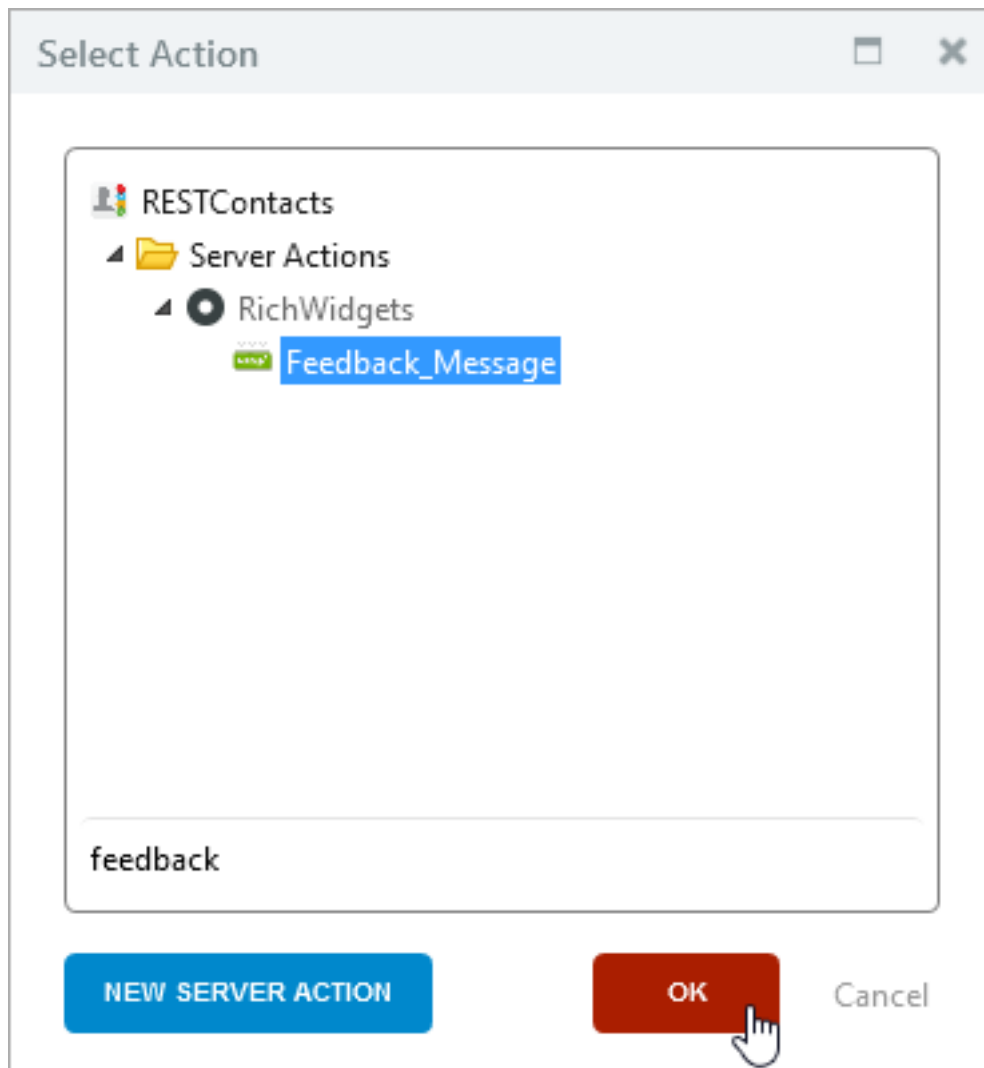 Select Action
RESTContacts
Server Actions
RichWidgets
Feedback_Message
feedback
NEW SERVER ACTION
OK
Cancel